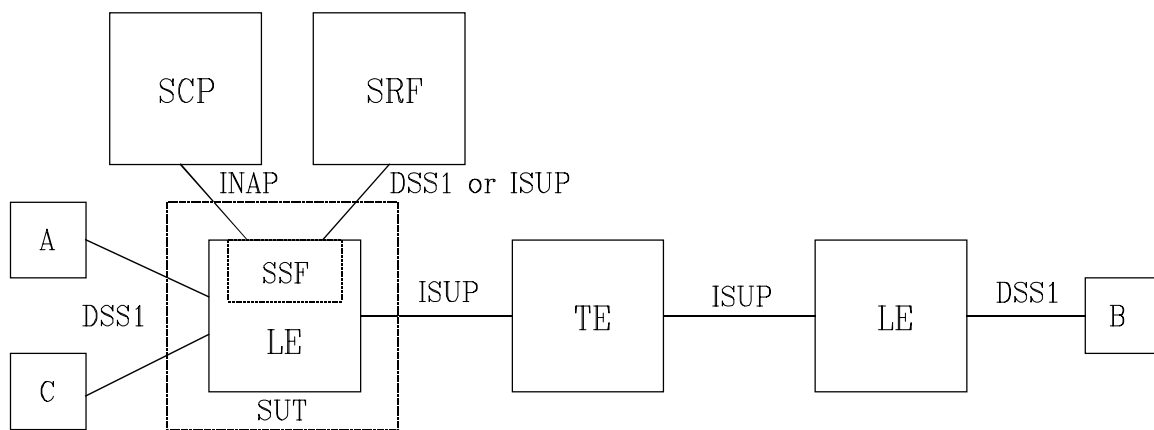 SCP
SRF
INAP
DSS1 or ISUP
A
SSF
ISUP
ISUP
DSS1
DSS1
LE
TE
LE
B
C
SUT